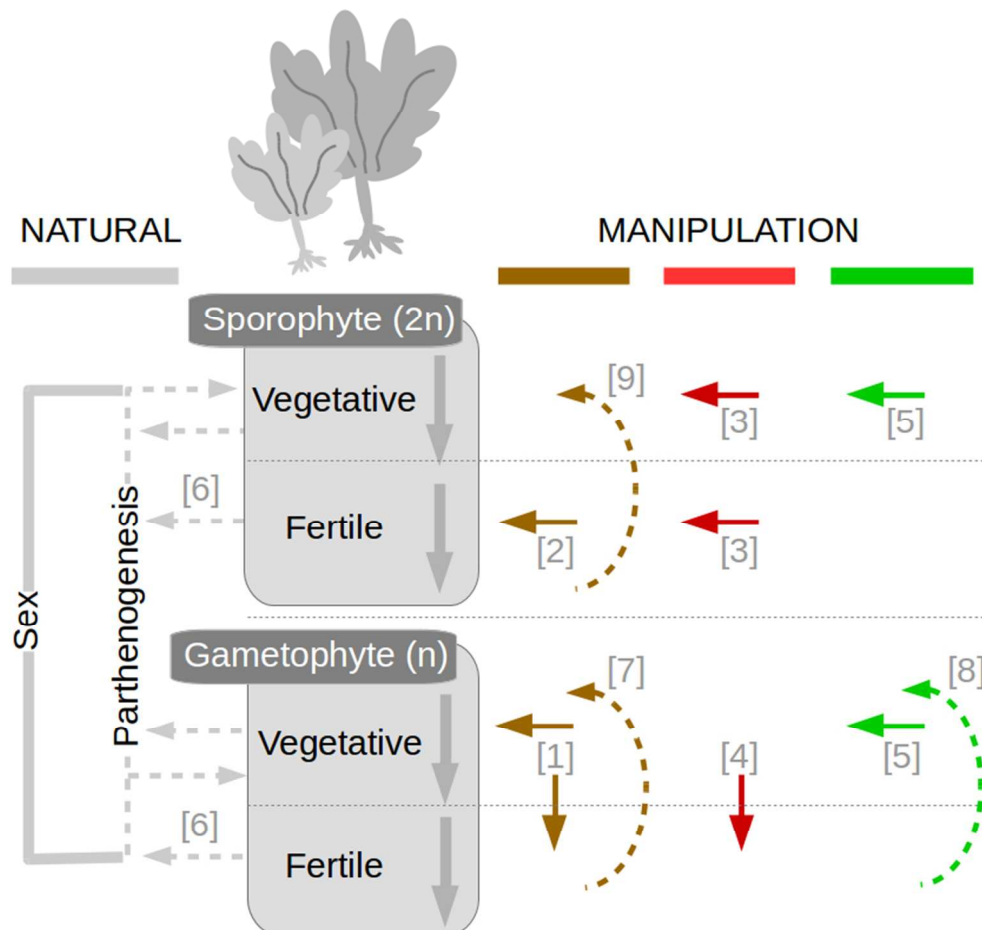 NATURAL
MANIPULATION
Sporophyte (2n)
Vegetative
[9]
[3]
[5]
[6]
Fertile
[2]
[3]
Sex
Parthenogenesis
Gametophyte (n)
[7]
[8]
Vegetative
[1]
[4]
[5]
[6]
Fertile